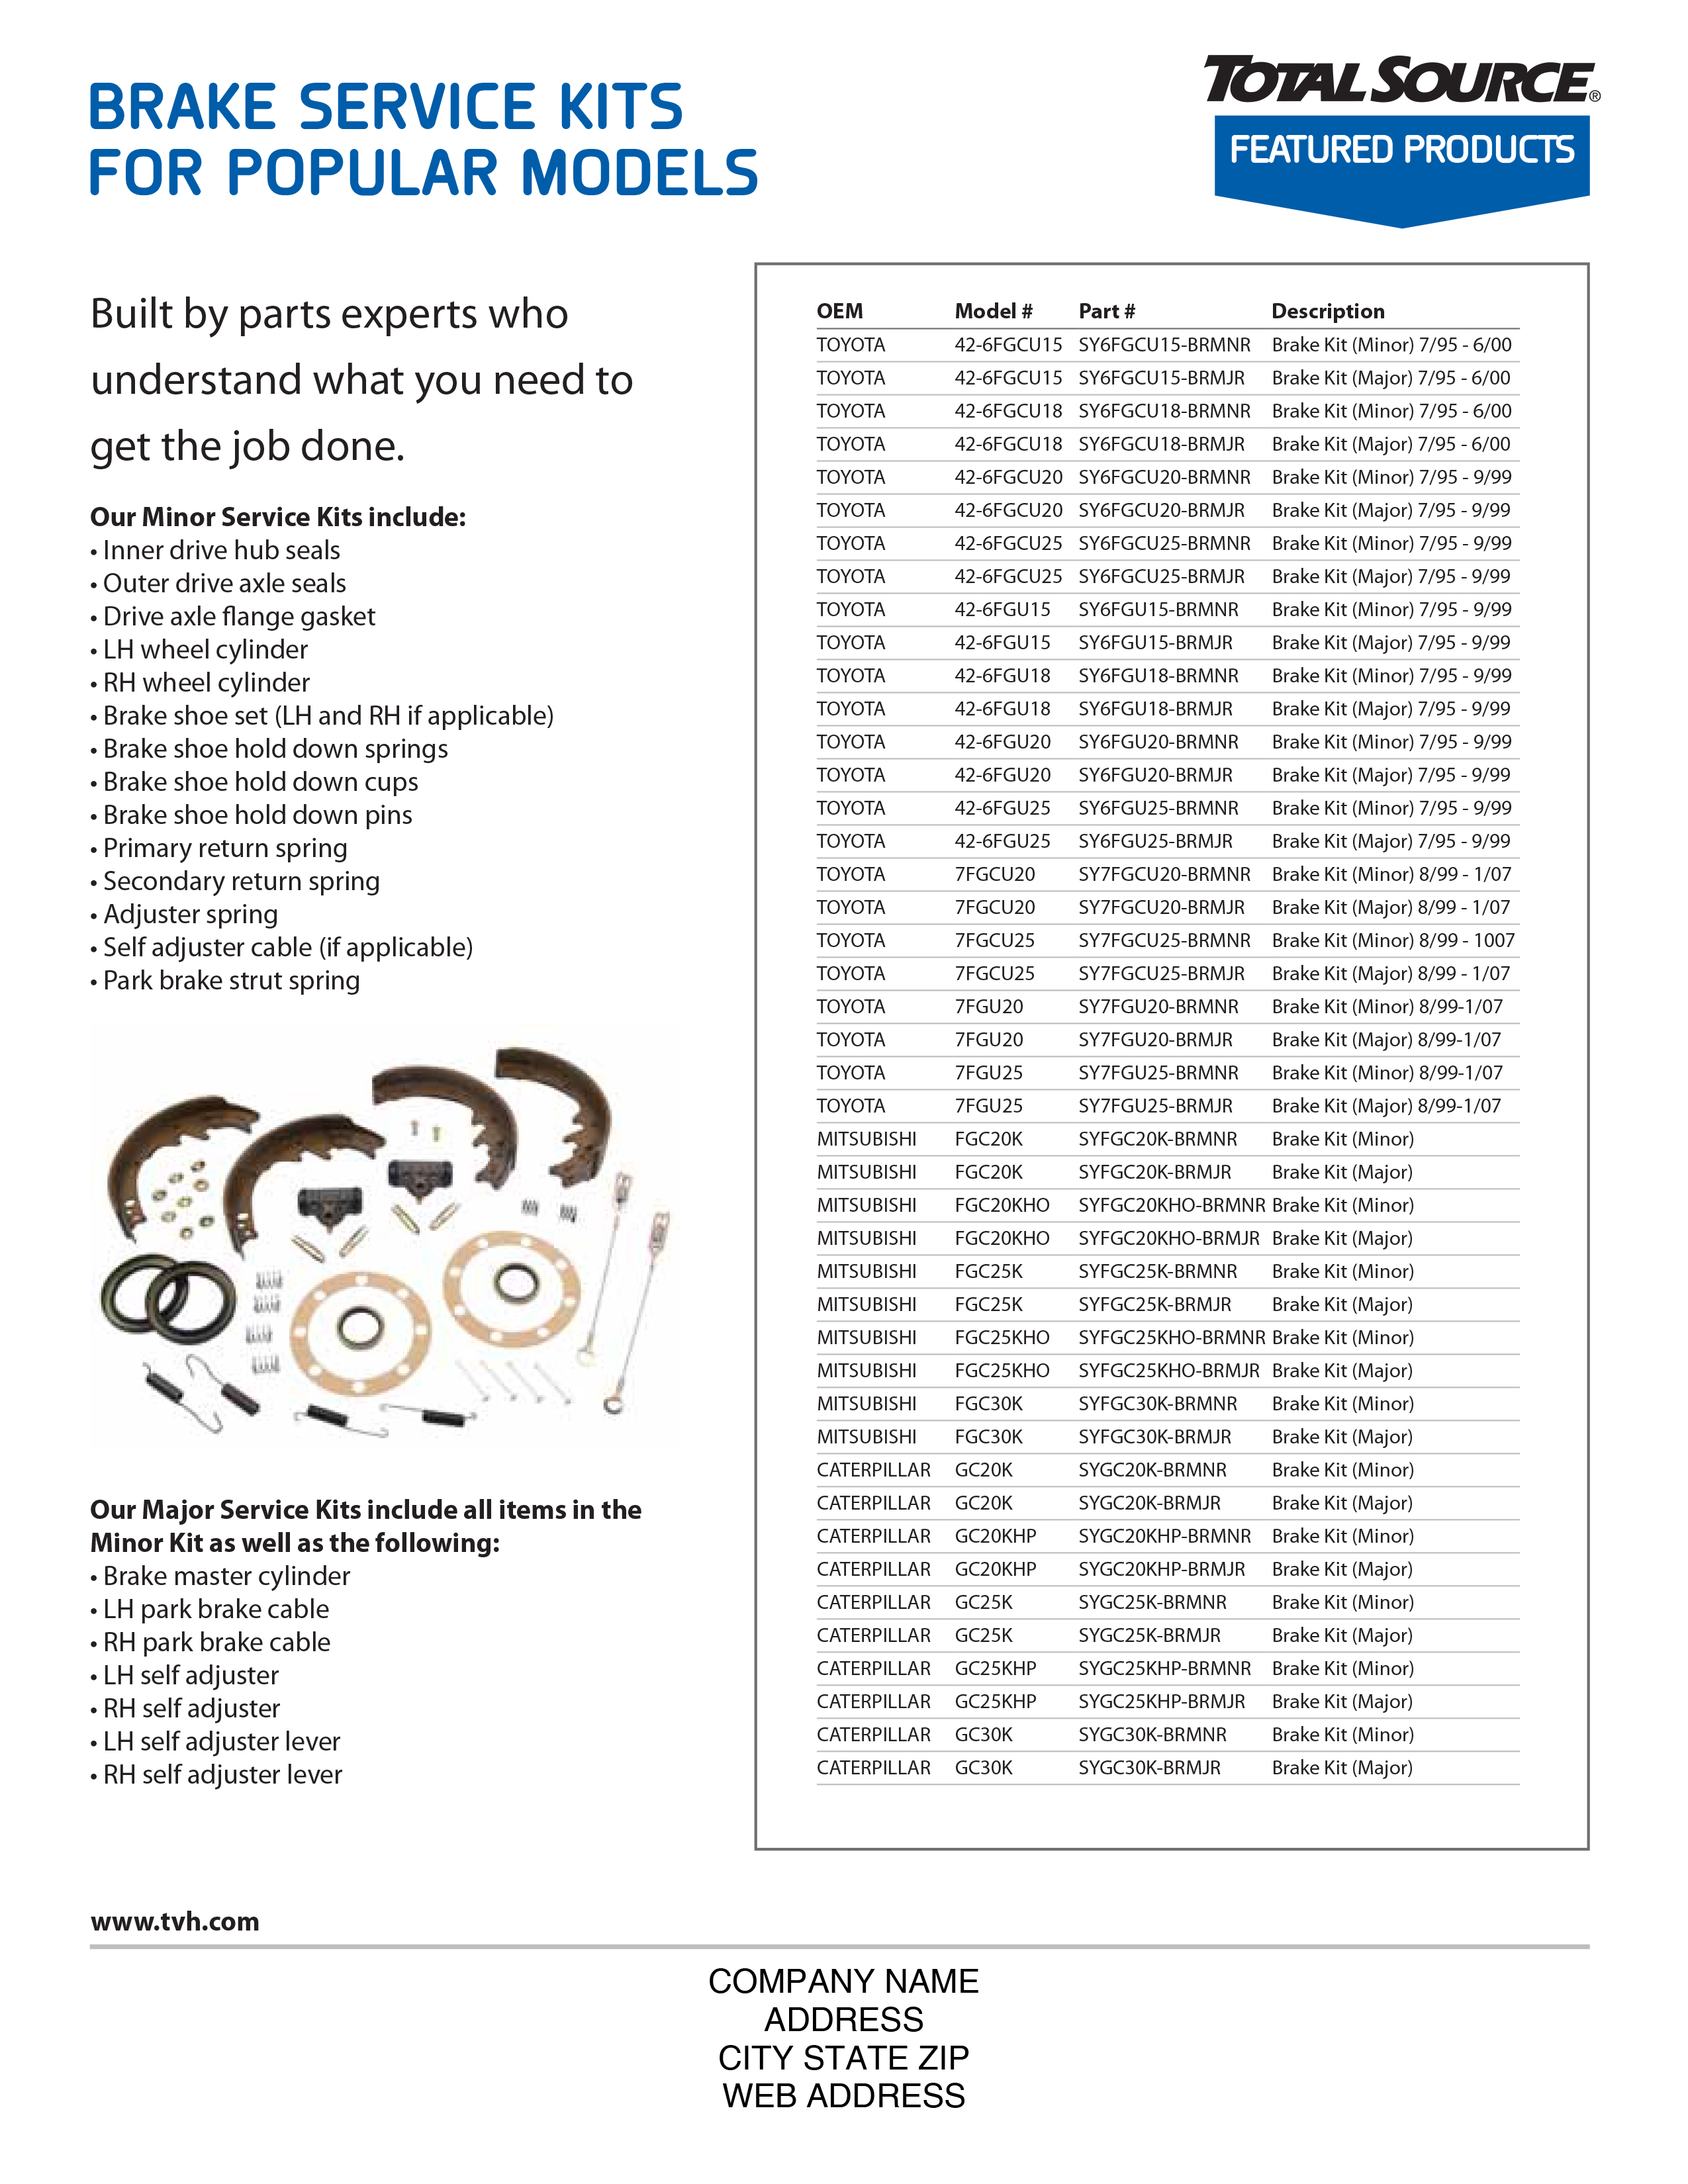 BRAKE SERVICE KITS
FOR POPULAR MODELS
TOTALSOURCE®
FEATURED PRODUCTS
Built by parts experts who
understand what you need to
get the job done.
Our Minor Service Kits include:
• Inner drive hub seals
• Outer drive axle seals
• Drive axle flange gasket
• LH wheel cylinder
• RH wheel cylinder
• Brake shoe set (LH and RH if applicable)
• Brake shoe hold down springs
• Brake shoe hold down cups
• Brake shoe hold down pins
• Primary return spring
• Secondary return spring
• Adjuster spring
• Self adjuster cable (if applicable)
• Park brake strut spring
Our Major Service Kits include all items in the
Minor Kit as well as the following:
• Brake master cylinder
• LH park brake cable
• RH park brake cable
• LH self adjuster
• RH self adjuster
• LH self adjuster lever
• RH self adjuster lever
OEM Model # Part # Description
TOYOTA 42-6FGCU15 SY6FGCU15-BRMNR Brake Kit (Minor) 7/95 - 6/00
TOYOTA 42-6FGCU15 SY6FGCU15-BRMJR Brake Kit (Major) 7/95 - 6/00
TOYOTA 42-6FGCU18 SY6FGCU18-BRMNR Brake Kit (Minor) 7/95 - 6/00
TOYOTA 42-6FGCU18 SY6FGCU18-BRMJR Brake Kit (Major) 7/95 - 6/00
TOYOTA 42-6FGCU20 SY6FGCU20-BRMNR Brake Kit (Minor) 7/95 - 9/99
TOYOTA 42-6FGCU20 SY6FGCU20-BRMJR Brake Kit (Major) 7/95 - 9/99
TOYOTA 42-6FGCU25 SY6FGCU25-BRMNR Brake Kit (Minor) 7/95 - 9/99
TOYOTA 42-6FGCU25 SY6FGCU25-BRMJR Brake Kit (Major) 7/95 - 9/99
TOYOTA 42-6FGU15 SY6FGU15-BRMNR Brake Kit (Minor) 7/95 - 9/99
TOYOTA 42-6FGU15 SY6FGU15-BRMJR Brake Kit (Major) 7/95 - 9/99
TOYOTA 42-6FGU18 SY6FGU18-BRMNR Brake Kit (Minor) 7/95 - 9/99
TOYOTA 42-6FGU18 SY6FGU18-BRMJR Brake Kit (Major) 7/95 - 9/99
TOYOTA 42-6FGU20 SY6FGU20-BRMNR Brake Kit (Minor) 7/95 - 9/99
TOYOTA 42-6FGU20 SY6FGU20-BRMJR Brake Kit (Major) 7/95 - 9/99
TOYOTA 42-6FGU25 SY6FGU25-BRMNR Brake Kit (Minor) 7/95 - 9/99
TOYOTA 42-6FGU25 SY6FGU25-BRMJR Brake Kit (Major) 7/95 - 9/99
TOYOTA 7FGCU20 SY7FGCU20-BRMNR Brake Kit (Minor) 8/99 - 1/07
TOYOTA 7FGCU20 SY7FGCU20-BRMJR Brake Kit (Major) 8/99 - 1/07
TOYOTA 7FGCU25 SY7FGCU25-BRMNR Brake Kit (Minor) 8/99 - 1007
TOYOTA 7FGCU25 SY7FGCU25-BRMJR Brake Kit (Major) 8/99 - 1/07
TOYOTA 7FGU20 SY7FGU20-BRMNR Brake Kit (Minor) 8/99-1/07
TOYOTA 7FGU20 SY7FGU20-BRMJR Brake Kit (Major) 8/99-1/07
TOYOTA 7FGU25 SY7FGU25-BRMNR Brake Kit (Minor) 8/99-1/07
TOYOTA 7FGU25 SY7FGU25-BRMJR Brake Kit (Major) 8/99-1/07
MITSUBISHI FGC20K SYFGC20K-BRMNR Brake Kit (Minor)
MITSUBISHI FGC20K SYFGC20K-BRMJR Brake Kit (Major)
MITSUBISHI FGC20KHO SYFGC20KHO-BRMNR Brake Kit (Minor)
MITSUBISHI FGC20KHO SYFGC20KHO-BRMJR Brake Kit (Major)
MITSUBISHI FGC25K SYFGC25K-BRMNR Brake Kit (Minor)
MITSUBISHI FGC25K SYFGC25K-BRMJR Brake Kit (Major)
MITSUBISHI FGC25KHO SYFGC25KHO-BRMNR Brake Kit (Minor)
MITSUBISHI FGC25KHO SYFGC25KHO-BRMJR Brake Kit (Major)
MITSUBISHI FGC30K SYFGC30K-BRMNR Brake Kit (Minor)
MITSUBISHI FGC30K SYFGC30K-BRMJR Brake Kit (Major)
CATERPILLAR GC20K SYGC20K-BRMNR Brake Kit (Minor)
CATERPILLAR GC20K SYGC20K-BRMJR Brake Kit (Major)
CATERPILLAR GC20KHP SYGC20KHP-BRMNR Brake Kit (Minor)
CATERPILLAR GC20KHP SYGC20KHP-BRMJR Brake Kit (Major)
CATERPILLAR GC25K SYGC25K-BRMNR Brake Kit (Minor)
CATERPILLAR GC25K SYGC25K-BRMJR Brake Kit (Major)
CATERPILLAR GC25KHP SYGC25KHP-BRMNR Brake Kit (Minor)
CATERPILLAR GC25KHP SYGC25KHP-BRMJR Brake Kit (Major)
CATERPILLAR GC30K SYGC30K-BRMNR Brake Kit (Minor)
CATERPILLAR GC30K SYGC30K-BRMJR Brake Kit (Major)
www.tvh.com
COMPANY NAME
ADDRESS
CITY STATE ZIP
WEB ADDRESS